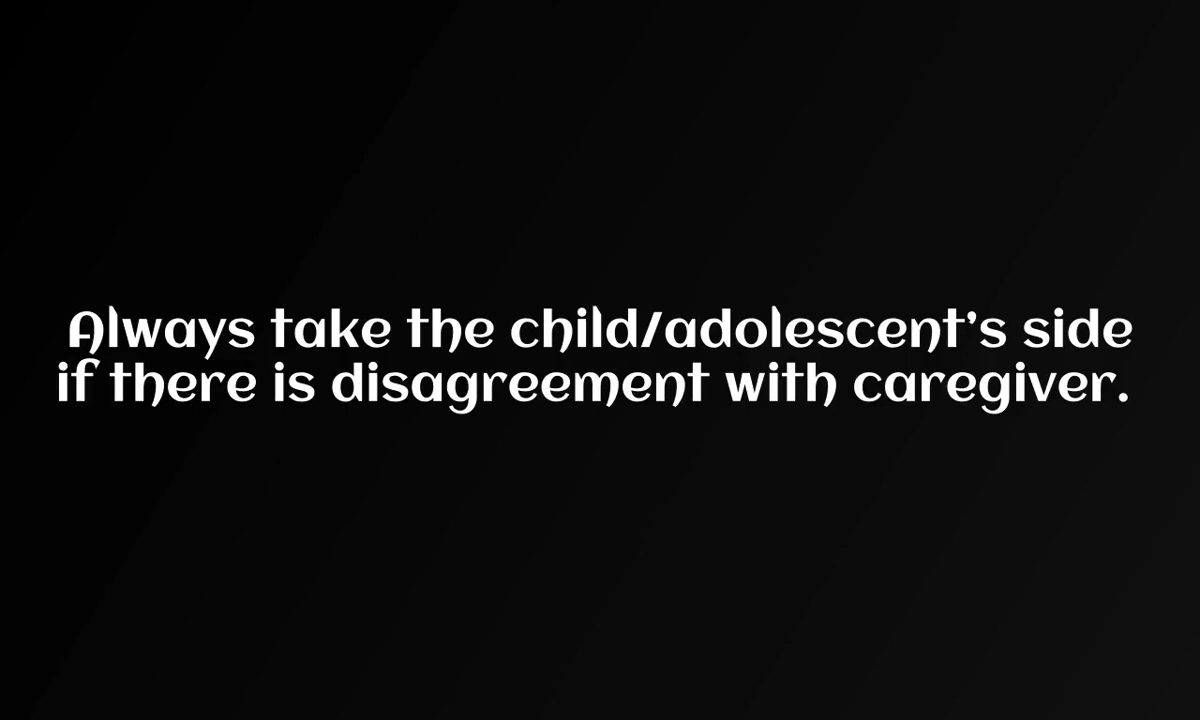 Always take the child/adolescent's side
if there is disagreement with caregiver.